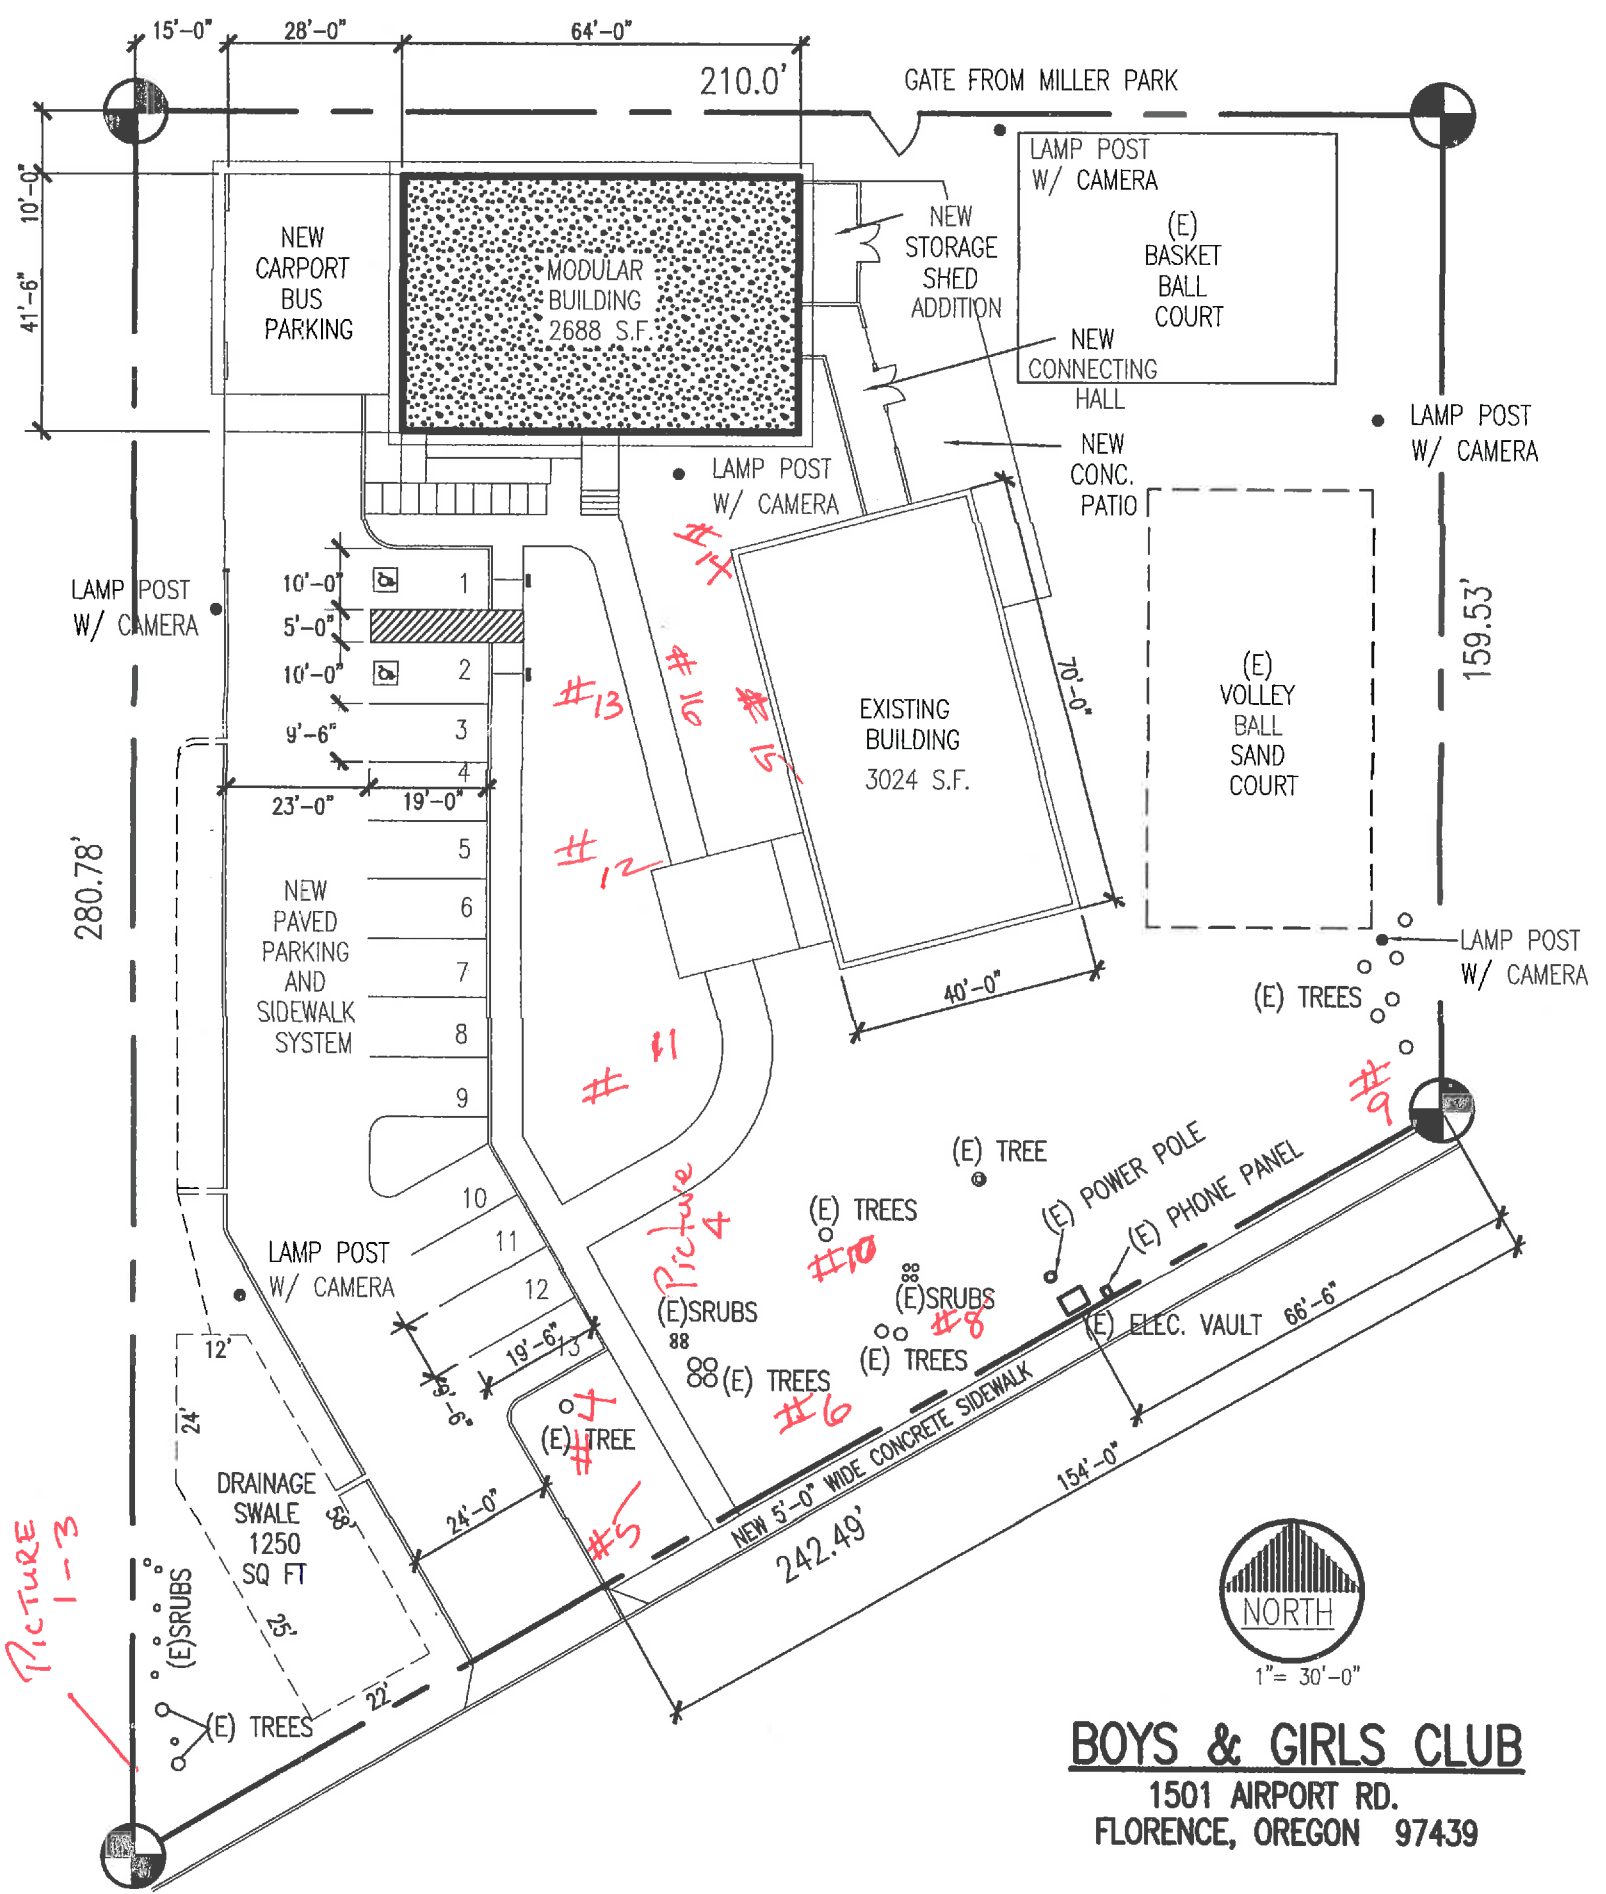 15'-0"
28'-0"
64'-0"
210.0'
GATE FROM MILLER PARK
10'-0"
41'-6"
NEW
CARPORT
BUS
PARKING
MODULAR
BUILDING
2688 S.F.
NEW
STORAGE
SHED
ADDITION
LAMP POST
W/ CAMERA
(E)
BASKET
BALL
COURT
NEW
CONNECTING
HALL
NEW
CONC.
PATIO
LAMP POST
W/ CAMERA
LAMP POST
W/ CAMERA
#14
LAMP POST
W/ CAMERA
10'-0"
5'-0"
10'-0"
9'-6"
1
2
3
4
23'-0"
19'-0"
#13
#16
#15
EXISTING
BUILDING
3024 S.F.
70'-0"
40'-0"
(E)
VOLLEY
BALL
SAND
COURT
159.53'
280.78'
NEW
PAVED
PARKING
AND
SIDEWALK
SYSTEM
5
6
7
8
9
#12
#11
LAMP POST
W/ CAMERA
(E) TREES
#9
10
11
12
13
LAMP POST
W/ CAMERA
19'-6"
9'-6"
Picture
4
(E)SRUBS
(E) TREES
#6
(E) TREE
(E) TREES
#10
(E)SRUBS
#8
(E) TREES
(E) POWER POLE
(E) PHONE PANEL
(E) ELEC. VAULT
66'-6"
154'-0"
12'
24'
DRAINAGE
SWALE
1250
SQ FT
58'
25'
22'
24'-0"
(E) TREE
#5
NEW 5'-0" WIDE CONCRETE SIDEWALK
242.49'
PICTURE
1-3
(E)SRUBS
(E) TREES
NORTH
1"= 30'-0"
BOYS & GIRLS CLUB
1501 AIRPORT RD.
FLORENCE, OREGON 97439